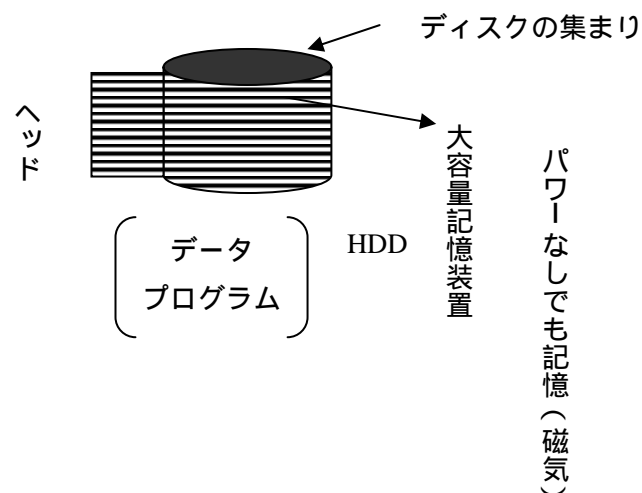 ディスクの集まり
ヘッド
大容量記憶装置
パワーなしでも記憶(磁気)
データ
プログラム
HDD